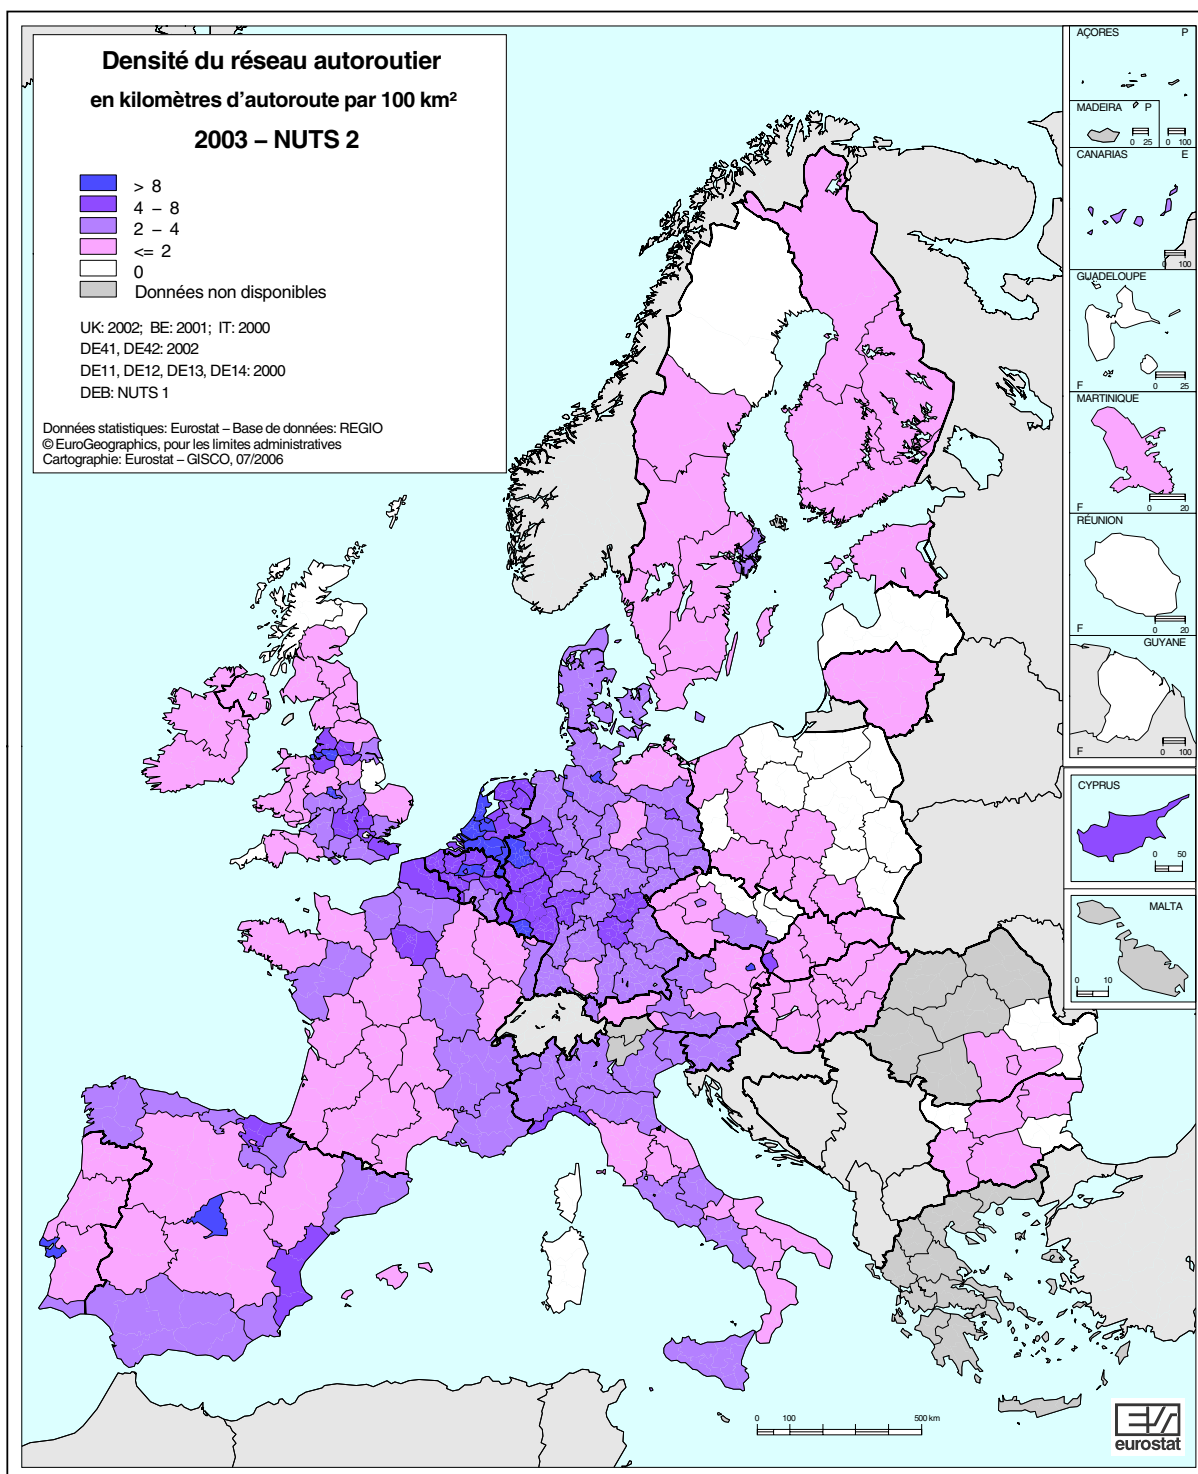 Densité du réseau autoroutier
en kilomètres d'autoroute par 100 km²
2003 – NUTS 2
> 8
4 – 8
2 – 4
<= 2
0
Données non disponibles
UK: 2002; BE: 2001; IT: 2000
DE41, DE42: 2002
DE11, DE12, DE13, DE14: 2000
DEB: NUTS 1
Données statistiques: Eurostat – Base de données: REGIO
© EuroGeographics, pour les limites administratives
Cartographie: Eurostat – GISCO, 07/2006
AÇORES P
MADEIRA P
0 25 0 100
CANARIAS E
0 100
GUADELOUPE
F 0 25
MARTINIQUE
F 0 20
RÉUNION
F 0 20
GUYANE
F 0 100
CYPRUS
0 50
MALTA
0 10
0 100 500 km
eurostat